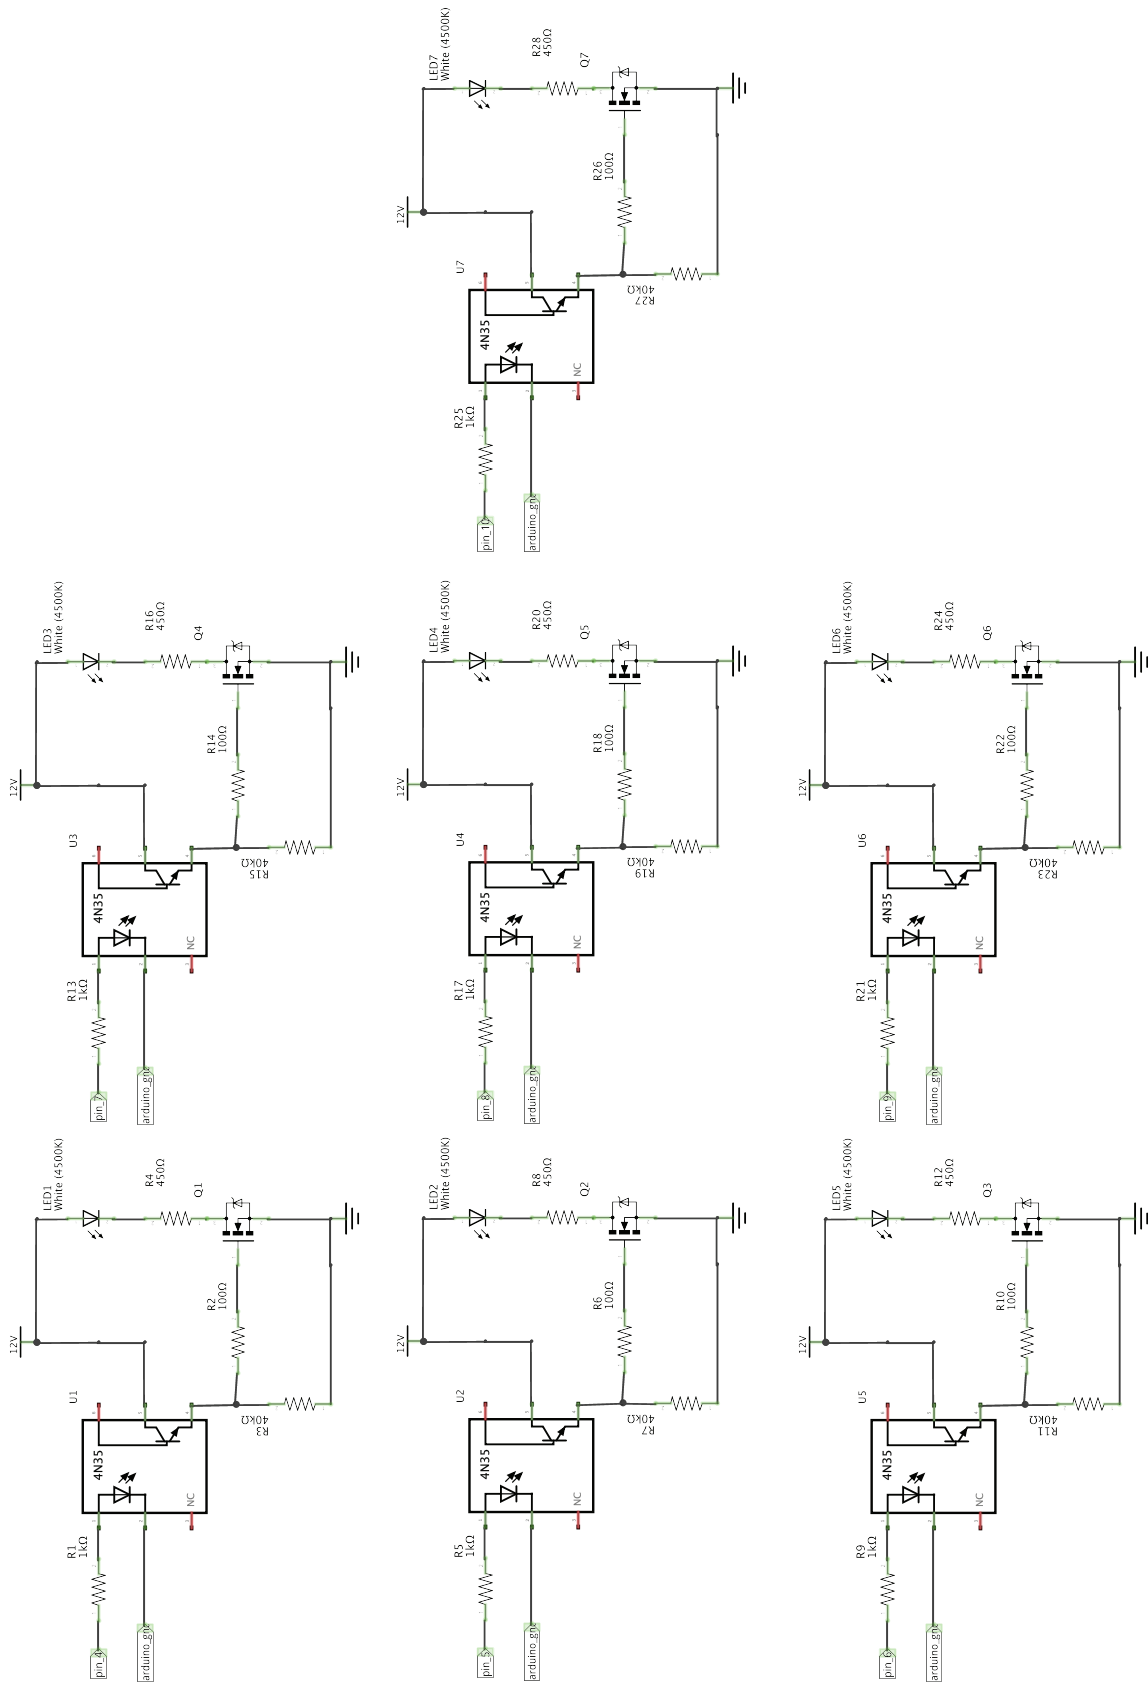 LED7
White (4500K)
R28
450Ω
Q7
12V
R26
100Ω
U7
4N35
NC
R27
40kΩ
R25
1kΩ
pin_10
arduino_gnd
LED3
White (4500K)
R16
450Ω
Q4
12V
R14
100Ω
U3
4N35
NC
R15
40kΩ
R13
1kΩ
pin_7
arduino_gnd
LED4
White (4500K)
R20
450Ω
Q5
12V
R18
100Ω
U4
4N35
NC
R19
40kΩ
R17
1kΩ
pin_8
arduino_gnd
LED6
White (4500K)
R24
450Ω
Q6
12V
R22
100Ω
U6
4N35
NC
R23
40kΩ
R21
1kΩ
pin_9
arduino_gnd
LED1
White (4500K)
R4
450Ω
Q1
12V
R2
100Ω
U1
4N35
NC
R3
40kΩ
R1
1kΩ
pin_4
arduino_gnd
LED2
White (4500K)
R8
450Ω
Q2
12V
R6
100Ω
U2
4N35
NC
R7
40kΩ
R5
1kΩ
pin_5
arduino_gnd
LED5
White (4500K)
R12
450Ω
Q3
12V
R10
100Ω
U5
4N35
NC
R11
40kΩ
R9
1kΩ
pin_6
arduino_gnd